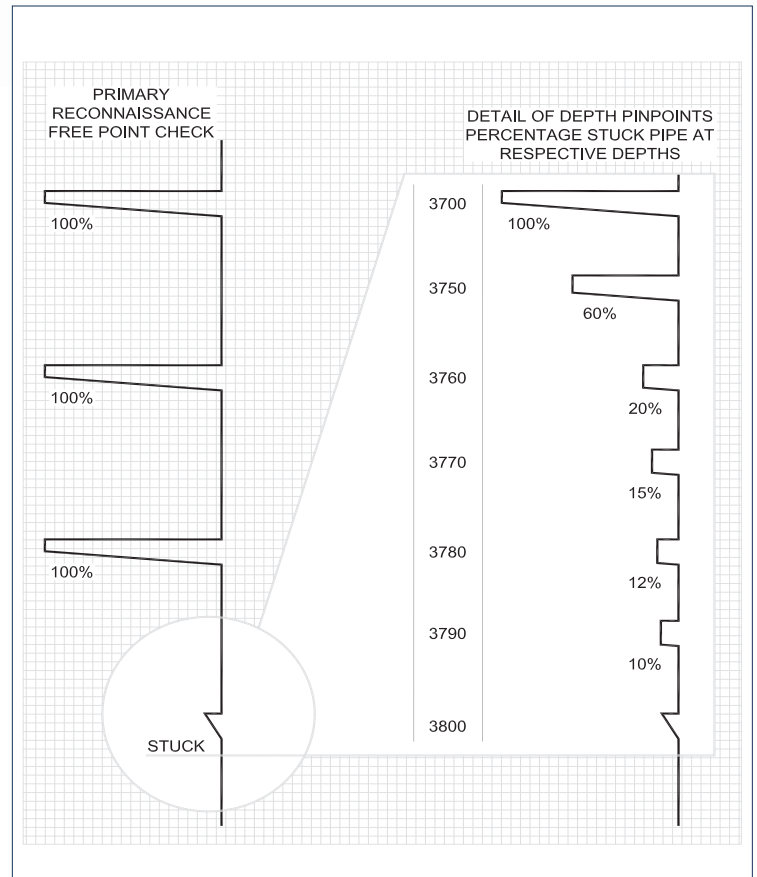 PRIMARY
RECONNAISSANCE
FREE POINT CHECK
100%
100%
100%
STUCK
DETAIL OF DEPTH PINPOINTS
PERCENTAGE STUCK PIPE AT
RESPECTIVE DEPTHS
3700
100%
3750
60%
3760
20%
3770
15%
3780
12%
3790
10%
3800